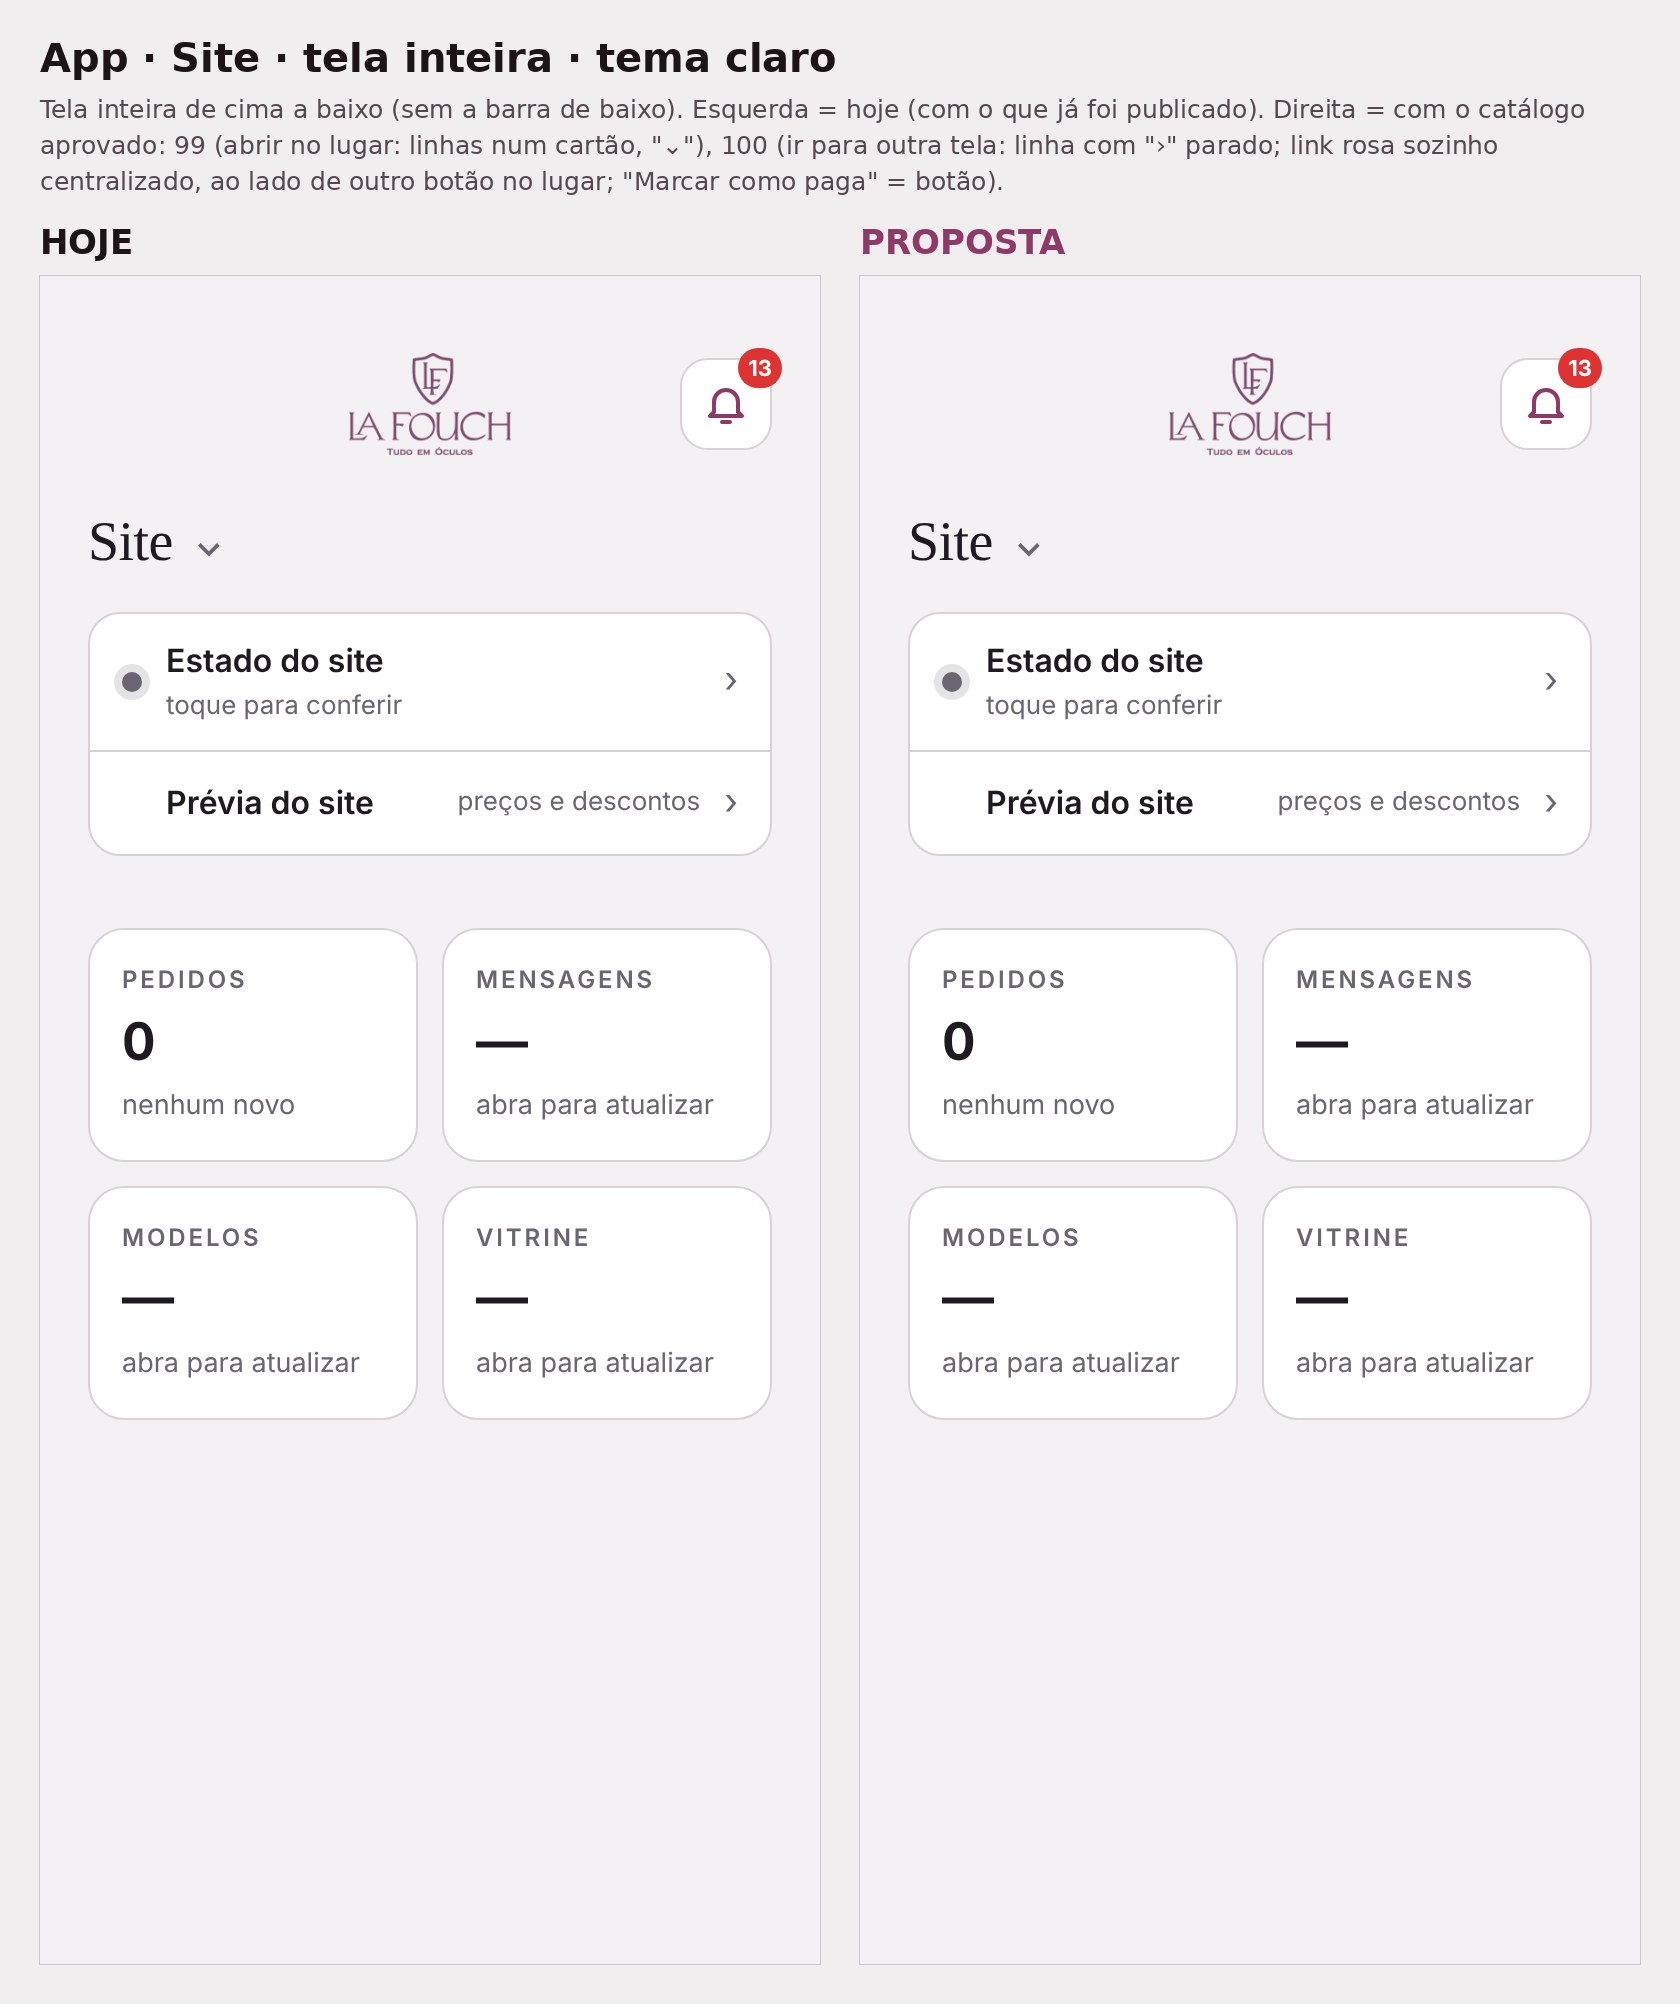 App · Site · tela inteira · tema claro
Tela inteira de cima a baixo (sem a barra de baixo). Esquerda = hoje (com o que já foi publicado). Direita = com o catálogo
aprovado: 99 (abrir no lugar: linhas num cartão, "⌄"), 100 (ir para outra tela: linha com "›" parado; link rosa sozinho
centralizado, ao lado de outro botão no lugar; "Marcar como paga" = botão).
HOJE
LF
LA FOUCH
TUDO EM ÓCULOS
13
Site
Estado do site
toque para conferir
Prévia do site
preços e descontos
PEDIDOS
0
nenhum novo
MENSAGENS
—
abra para atualizar
MODELOS
—
abra para atualizar
VITRINE
—
abra para atualizar
PROPOSTA
LF
LA FOUCH
TUDO EM ÓCULOS
13
Site
Estado do site
toque para conferir
Prévia do site
preços e descontos
PEDIDOS
0
nenhum novo
MENSAGENS
—
abra para atualizar
MODELOS
—
abra para atualizar
VITRINE
—
abra para atualizar